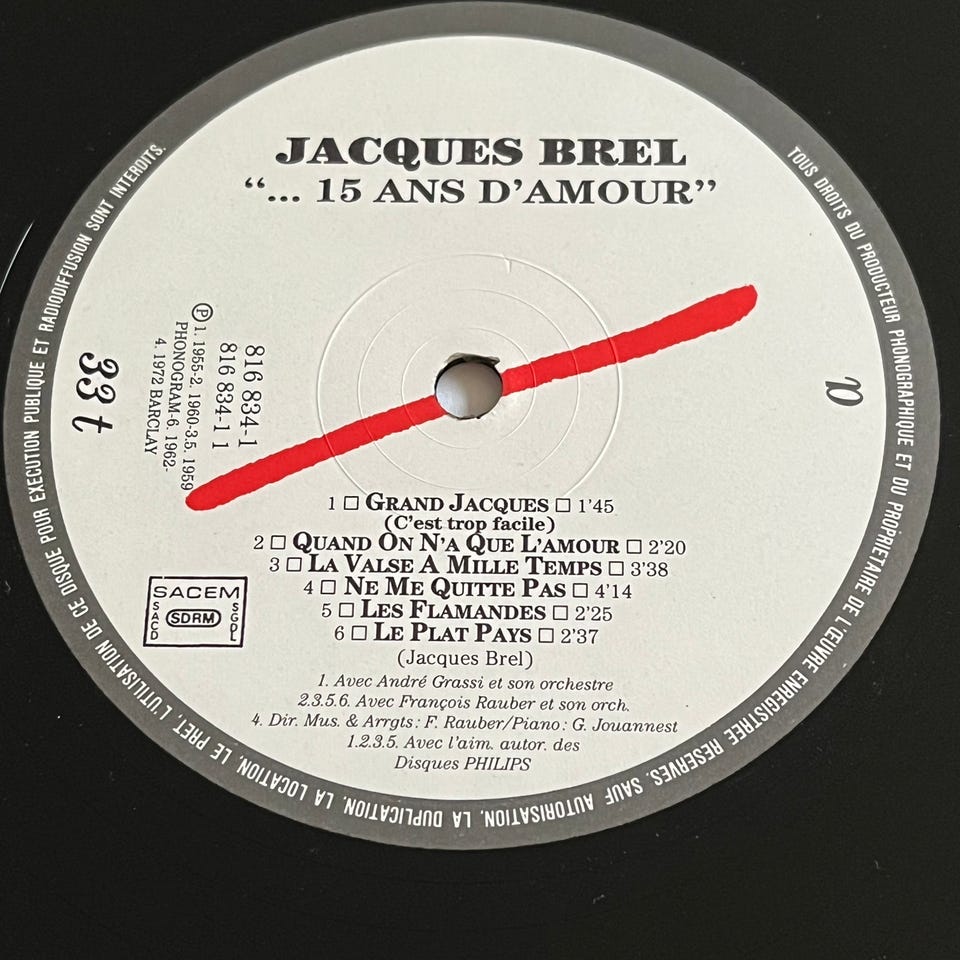 JACQUES BREL
“... 15 ANS D’AMOUR”
816 834-1
816 834-1 1
Ⓟ 1. 1955-2. 1960-3.5. 1959
PHONOGRAM-6. 1962-
4. 1972 BARCLAY
33 t
a
1 □ GRAND JACQUES □ 1’45
(C’est trop facile)
2 □ QUAND ON N’A QUE L’AMOUR □ 2’20
3 □ LA VALSE A MILLE TEMPS □ 3’38
4 □ NE ME QUITTE PAS □ 4’14
5 □ LES FLAMANDES □ 2’25
6 □ LE PLAT PAYS □ 2’37
(Jacques Brel)
1. Avec André Grassi et son orchestre
2.3.5.6. Avec François Rauber et son orch.
4. Dir. Mus. & Arrgts : F. Rauber/Piano : G. Jouannest
1.2.3.5. Avec l’aim. autor. des
Disques PHILIPS
SACEM
SACD
SDRM
SGDL
TOUS DROITS DU PRODUCTEUR PHONOGRAPHIQUE ET DU PROPRIETAIRE DE L’ŒUVRE ENREGISTREE RESERVES. SAUF AUTORISATION, LA DUPLICATION, LA LOCATION, LE PRET, L’UTILISATION DE CE DISQUE POUR EXECUTION PUBLIQUE ET RADIODIFFUSION SONT INTERDITS.